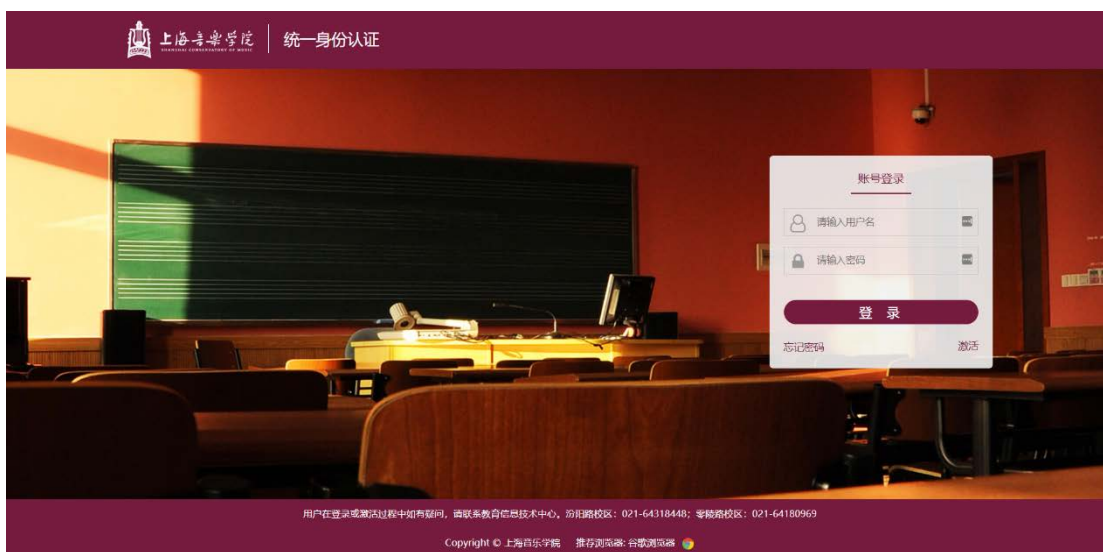 上海音乐学院 统一身份认证
SHANGHAI CONSERVATORY OF MUSIC
账号登录
请输入用户名
请输入密码
登 录
忘记密码 激活
用户在登录或激活过程中如有疑问，请联系教育信息技术中心。汾阳路校区：021-64318448；零陵路校区：021-64180969
Copyright © 上海音乐学院 推荐浏览器: 谷歌浏览器